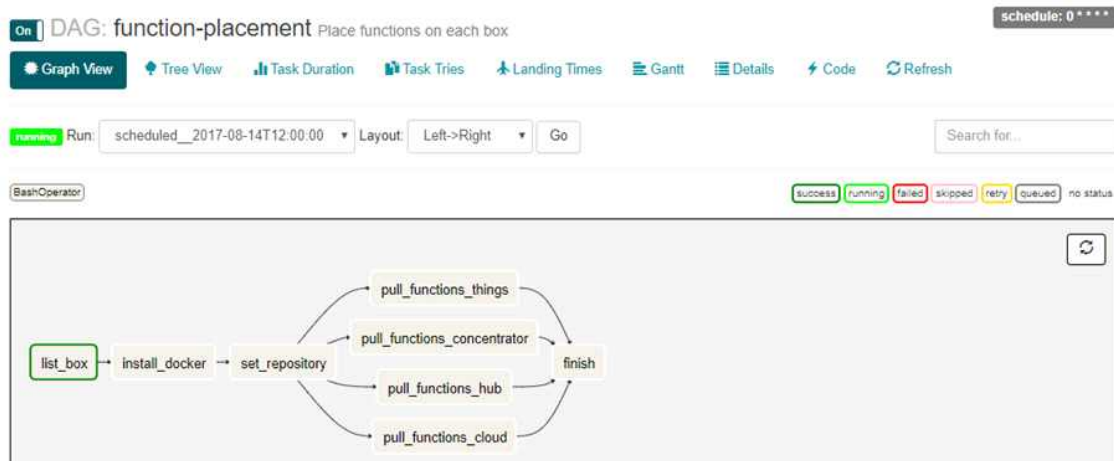 schedule: 0 * * * *
On DAG: function-placement Place functions on each box
Graph View Tree View Task Duration Task Tries Landing Times Gantt Details Code Refresh
running Run: scheduled__2017-08-14T12:00:00 Layout: Left->Right Go Search for...
BashOperator success running failed skipped retry queued no status
pull_functions_things
pull_functions_concentrator
list_box install_docker set_repository finish
pull_functions_hub
pull_functions_cloud